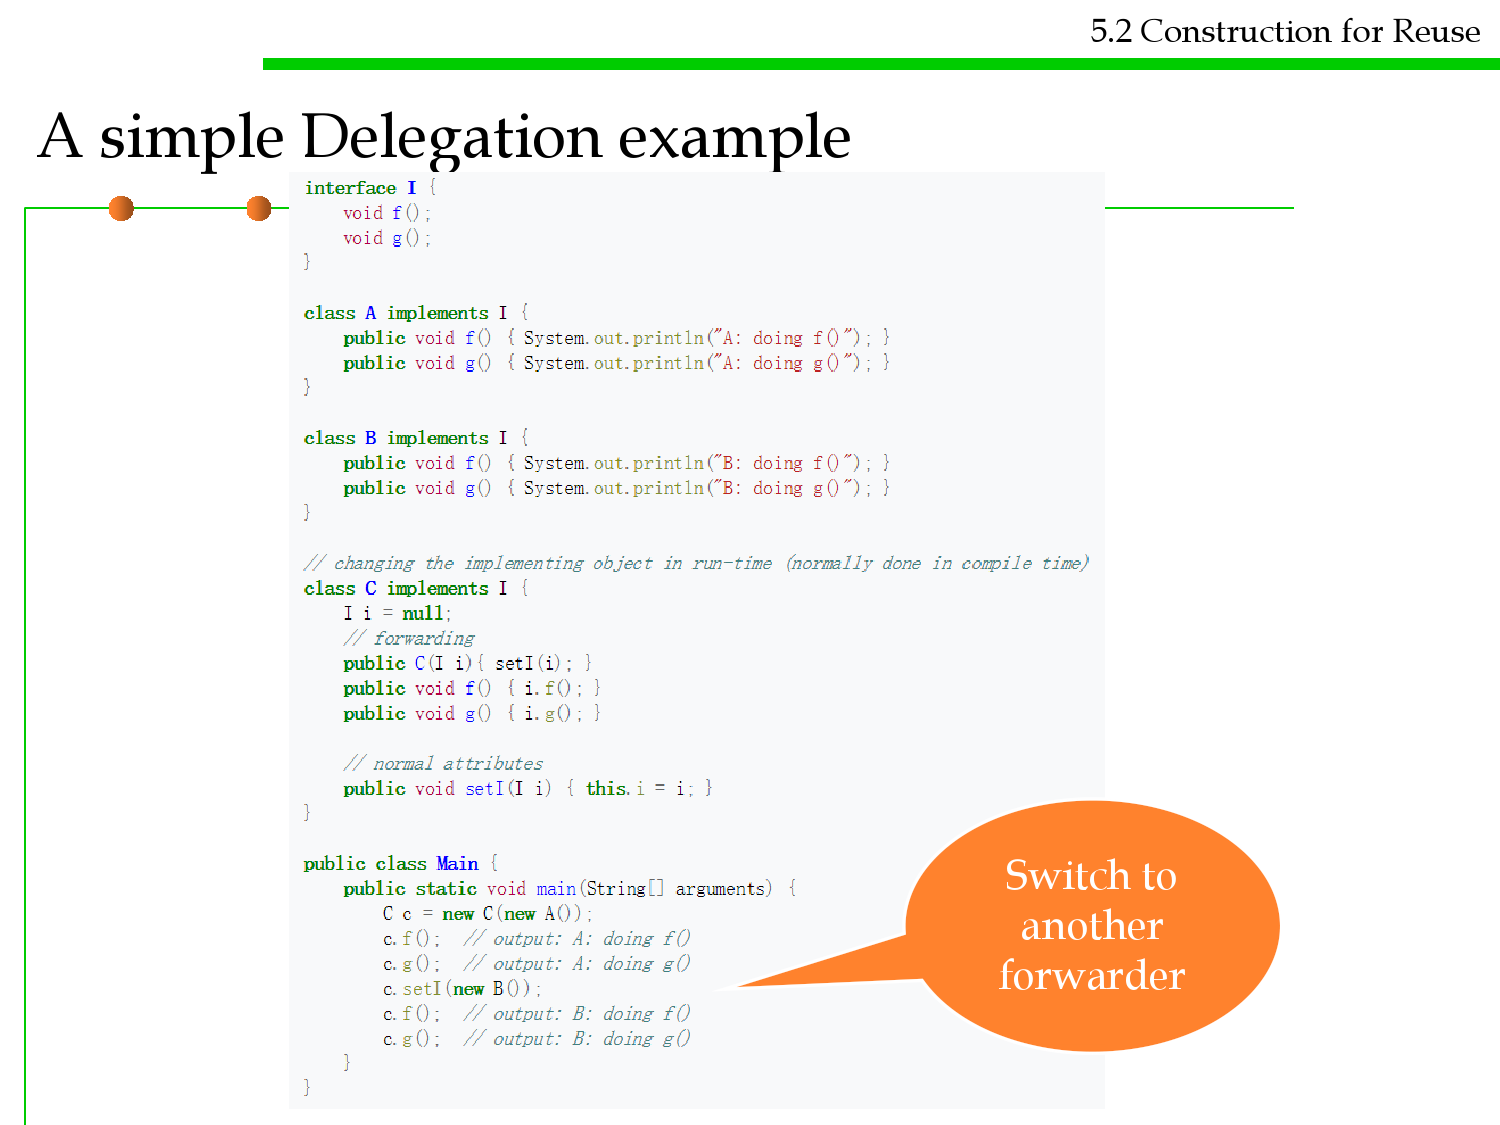 5.2 Construction for Reuse
A simple Delegation example
interface I {
    void f();
    void g();
}

class A implements I {
    public void f() { System.out.println("A: doing f()"); }
    public void g() { System.out.println("A: doing g()"); }
}

class B implements I {
    public void f() { System.out.println("B: doing f()"); }
    public void g() { System.out.println("B: doing g()"); }
}

// changing the implementing object in run-time (normally done in compile time)
class C implements I {
    I i = null;
    // forwarding
    public C(I i){ setI(i); }
    public void f() { i.f(); }
    public void g() { i.g(); }

    // normal attributes
    public void setI(I i) { this.i = i; }
}

public class Main {
    public static void main(String[] arguments) {
        C c = new C(new A());
        c.f();  // output: A: doing f()
        c.g();  // output: A: doing g()
        c.setI(new B());
        c.f();  // output: B: doing f()
        c.g();  // output: B: doing g()
    }
}
Switch to
another
forwarder